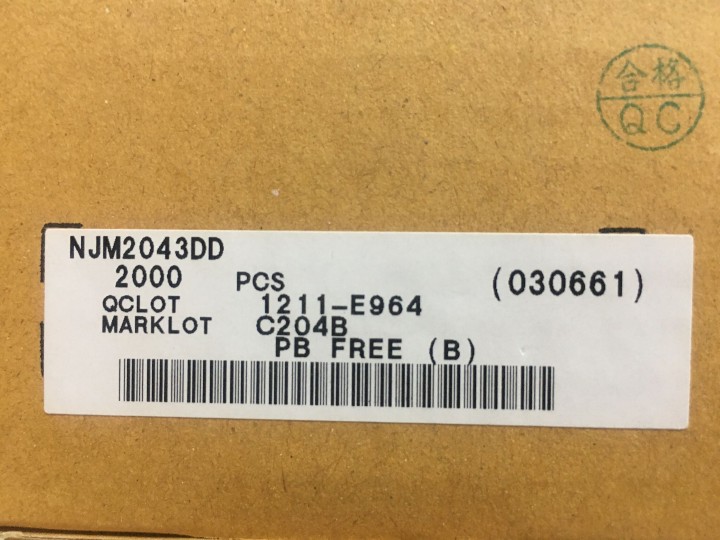 合格
QC
NJM2043DD
2000 PCS (030661)
QCLOT 1211-E964
MARKLOT C204B
PB FREE (B)